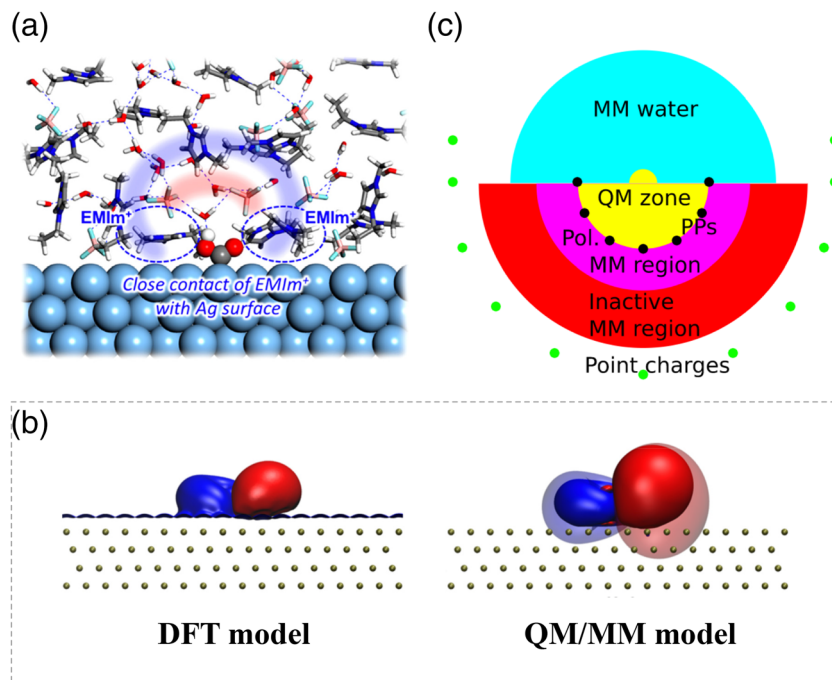 (a)
EMIm⁺
EMIm⁺
Close contact of EMIm⁺
with Ag surface
(c)
MM water
QM zone
Pol.
PPs
MM region
Inactive
MM region
Point charges
(b)
DFT model
QM/MM model